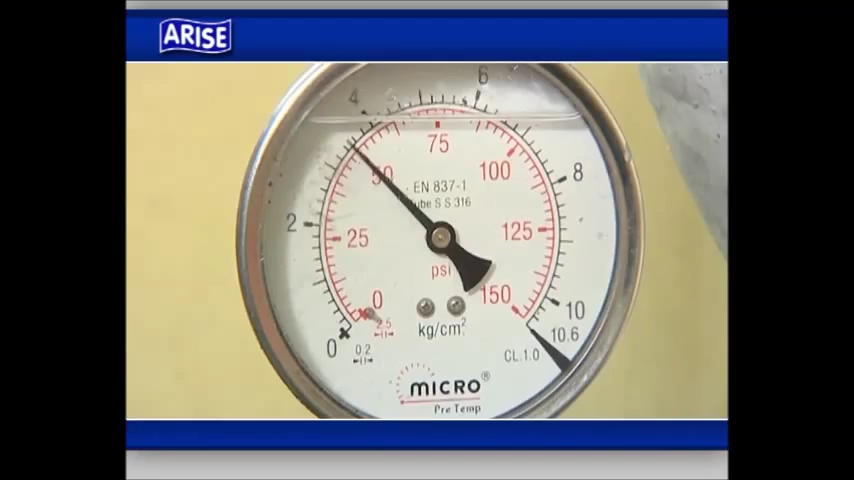 ARISE
6
4
75
50
100
8
EN 837-1
Tube S S 316
2
25
125
psi
0
150
2.5
10
kg/cm²
0
0.2
10.6
CL.1.0
MICRO®
Pre Temp